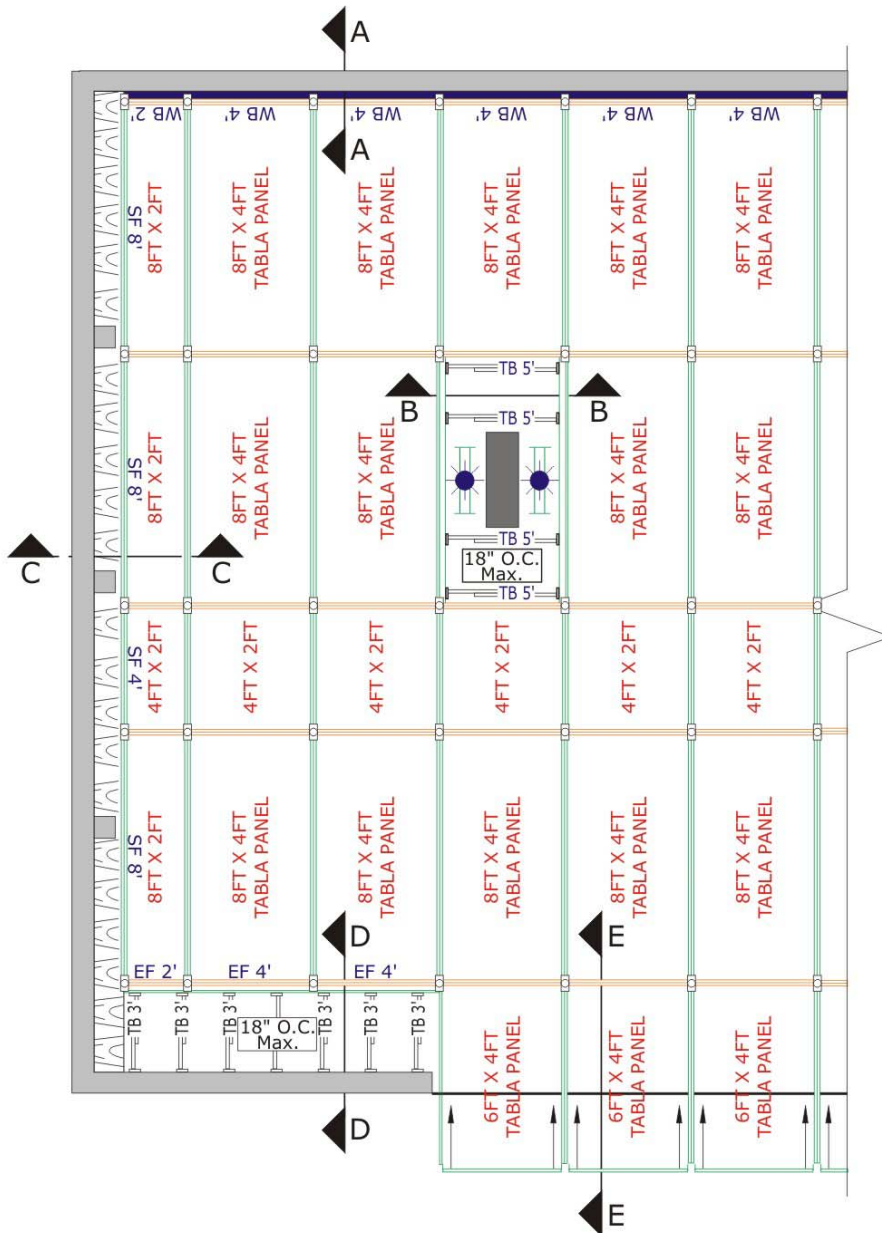 A
WB 2'
WB 4'
WB 4'
WB 4'
WB 4'
WB 4'
A
SF 8'
8FT X 2FT
8FT X 4FT
TABLA PANEL
8FT X 4FT
TABLA PANEL
8FT X 4FT
TABLA PANEL
8FT X 4FT
TABLA PANEL
8FT X 4FT
TABLA PANEL
TB 5'
B
B
TB 5'
SF 8'
8FT X 2FT
8FT X 4FT
TABLA PANEL
8FT X 4FT
TABLA PANEL
8FT X 4FT
TABLA PANEL
8FT X 4FT
TABLA PANEL
TB 5'
18" O.C.
Max.
TB 5'
C
C
SF 4'
4FT X 2FT
4FT X 2FT
4FT X 2FT
4FT X 2FT
4FT X 2FT
4FT X 2FT
SF 8'
8FT X 2FT
8FT X 4FT
TABLA PANEL
8FT X 4FT
TABLA PANEL
8FT X 4FT
TABLA PANEL
8FT X 4FT
TABLA PANEL
8FT X 4FT
TABLA PANEL
D
E
EF 2'
EF 4'
EF 4'
TB 3'
TB 3'
TB 3'
18" O.C.
Max.
TB 3'
TB 3'
TB 3'
6FT X 4FT
TABLA PANEL
6FT X 4FT
TABLA PANEL
6FT X 4FT
TABLA PANEL
D
E